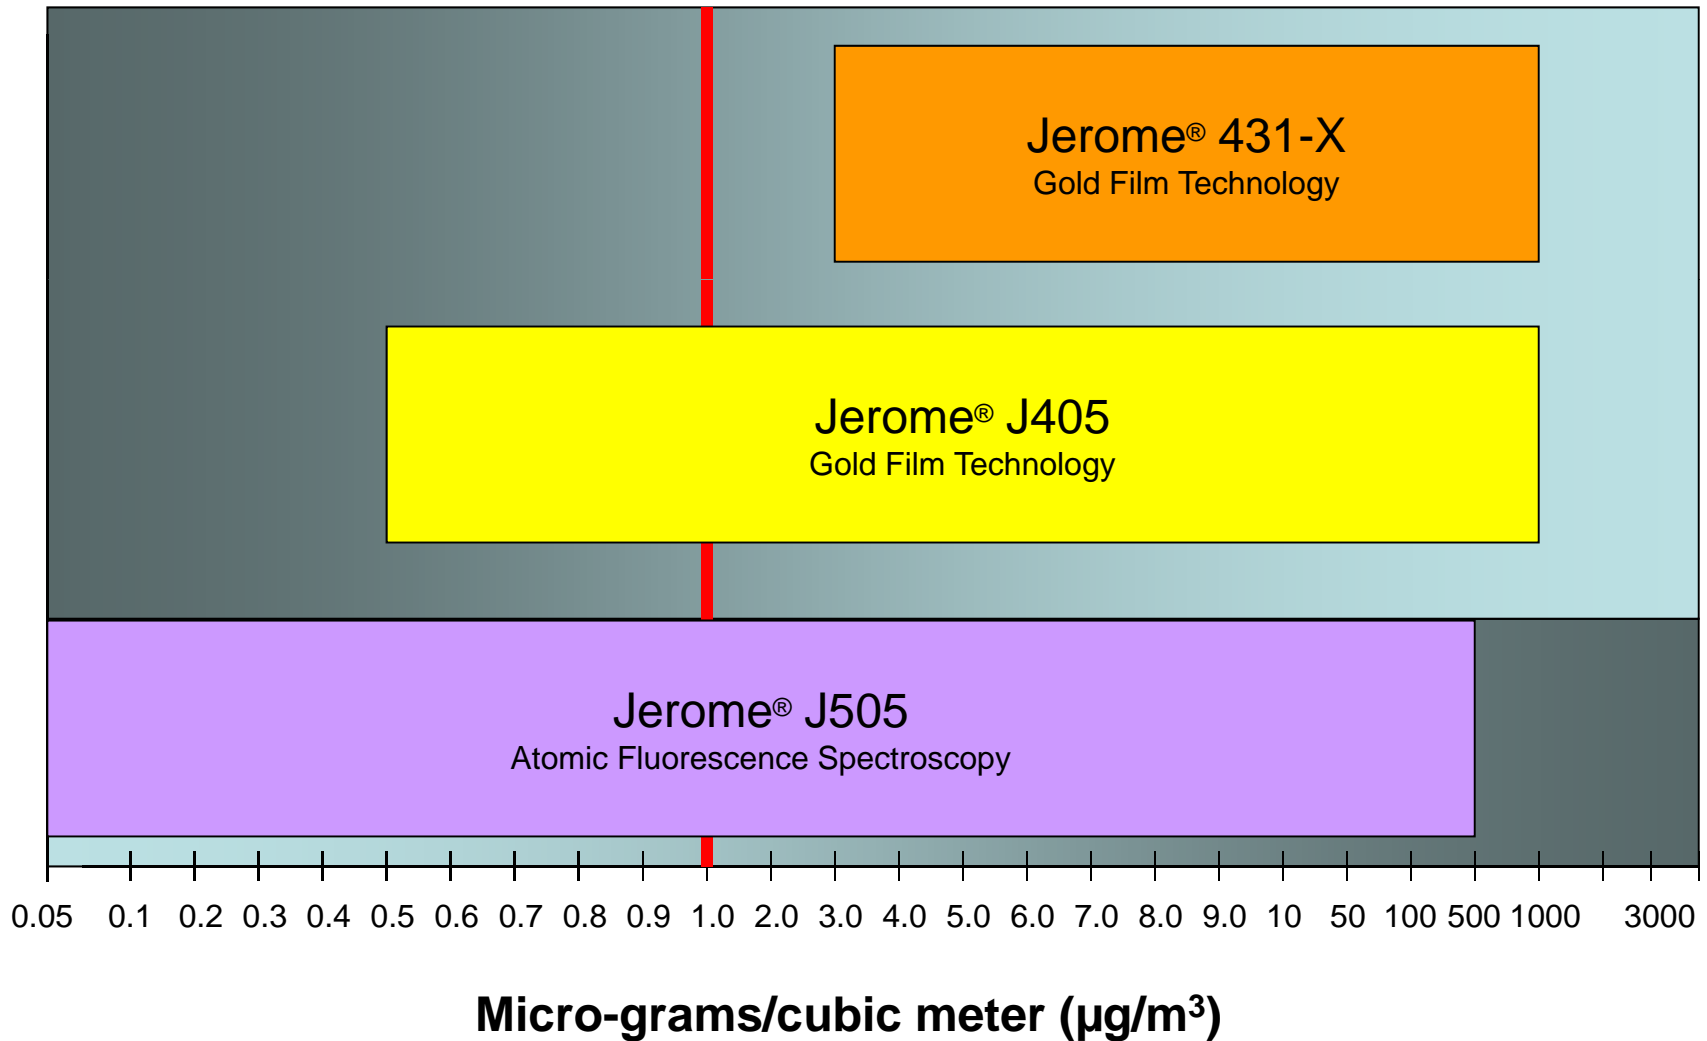 Jerome® 431-X
Gold Film Technology
Jerome® J405
Gold Film Technology
Jerome® J505
Atomic Fluorescence Spectroscopy
0.05 0.1 0.2 0.3 0.4 0.5 0.6 0.7 0.8 0.9 1.0 2.0 3.0 4.0 5.0 6.0 7.0 8.0 9.0 10 50 100 500 1000 3000
Micro-grams/cubic meter (µg/m³)